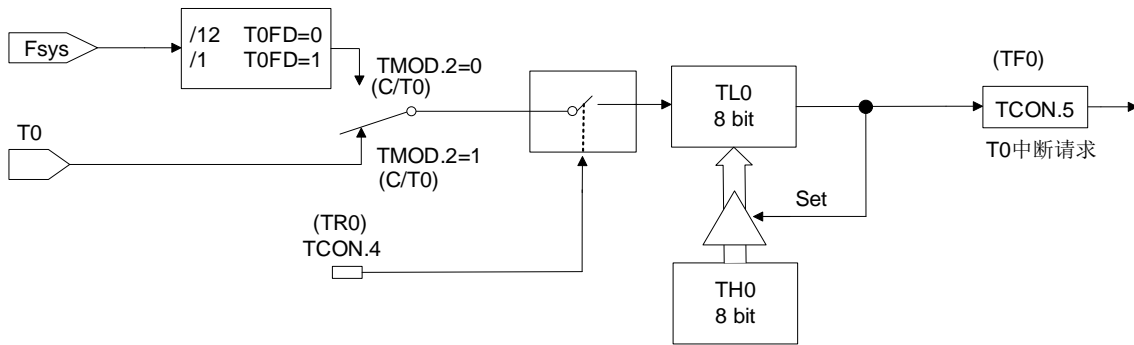 Fsys
/12 T0FD=0
/1 T0FD=1
TMOD.2=0
(C/T0)
T0
TMOD.2=1
(C/T0)
(TR0)
TCON.4
TL0
8 bit
Set
TH0
8 bit
(TF0)
TCON.5
T0中断请求